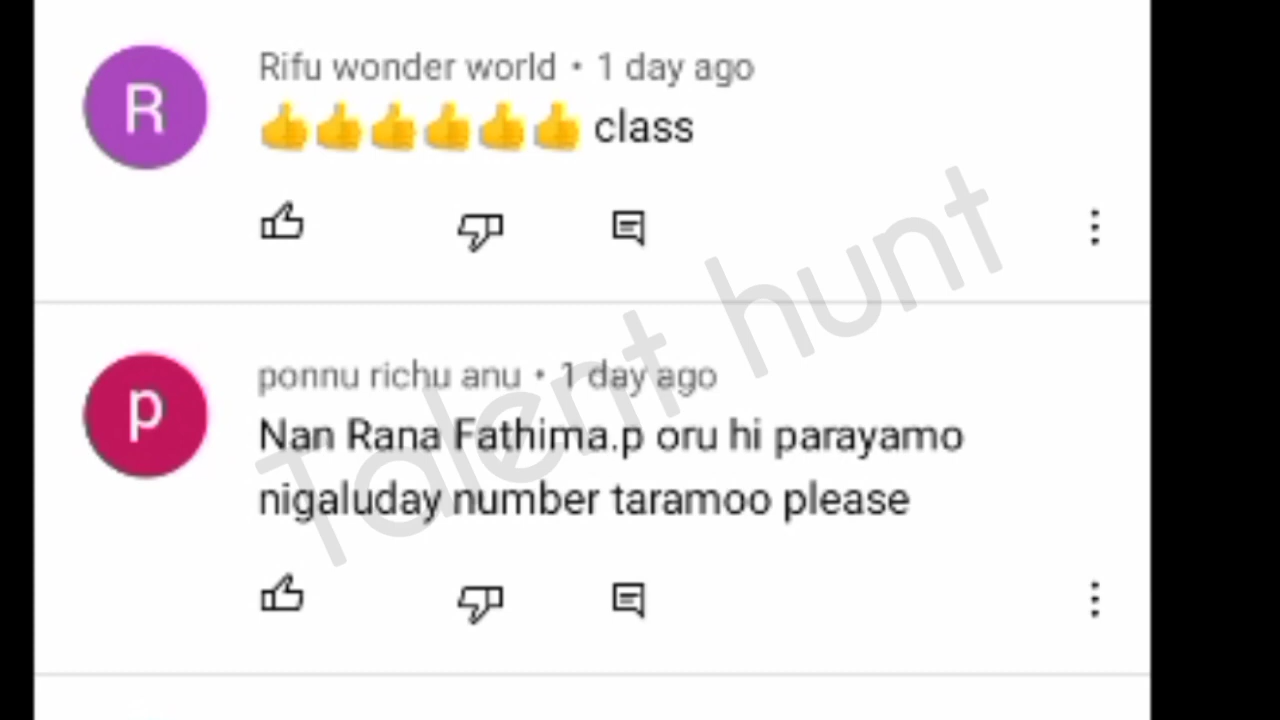 R
Rifu wonder world • 1 day ago
👍👍👍👍👍👍 class
p
ponnu richu anu • 1 day ago
Nan Rana Fathima.p oru hi parayamo
nigaluday number taramoo please
Talent hunt